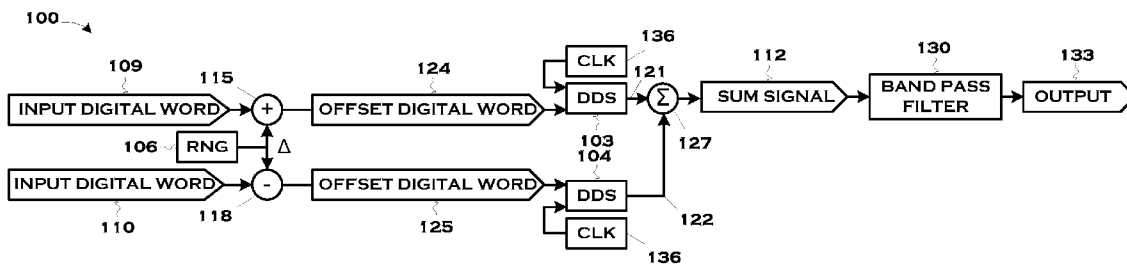 100
136
109
115
124
CLK
121
112
130
133
INPUT DIGITAL WORD
+
OFFSET DIGITAL WORD
DDS
Σ
SUM SIGNAL
BAND PASS
FILTER
OUTPUT
103
127
106
RNG
Δ
104
INPUT DIGITAL WORD
-
OFFSET DIGITAL WORD
DDS
122
110
118
125
CLK
136